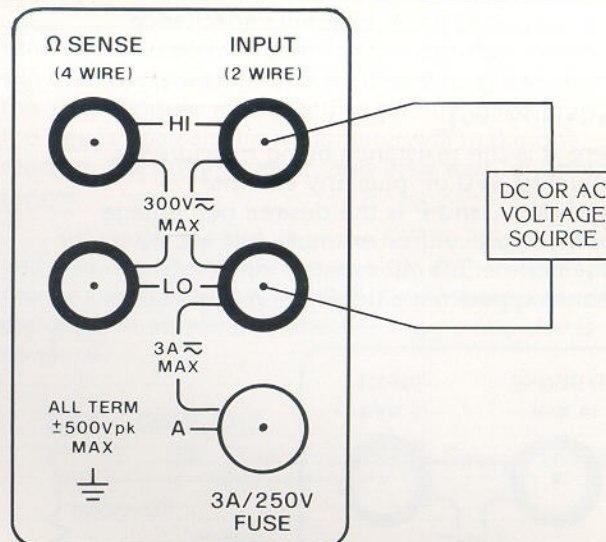 Ω SENSE
(4 WIRE)
INPUT
(2 WIRE)
HI
300V⏦
MAX
LO
3A⏦
MAX
ALL TERM
±500Vpk
MAX
A
3A/250V
FUSE
DC OR AC
VOLTAGE
SOURCE